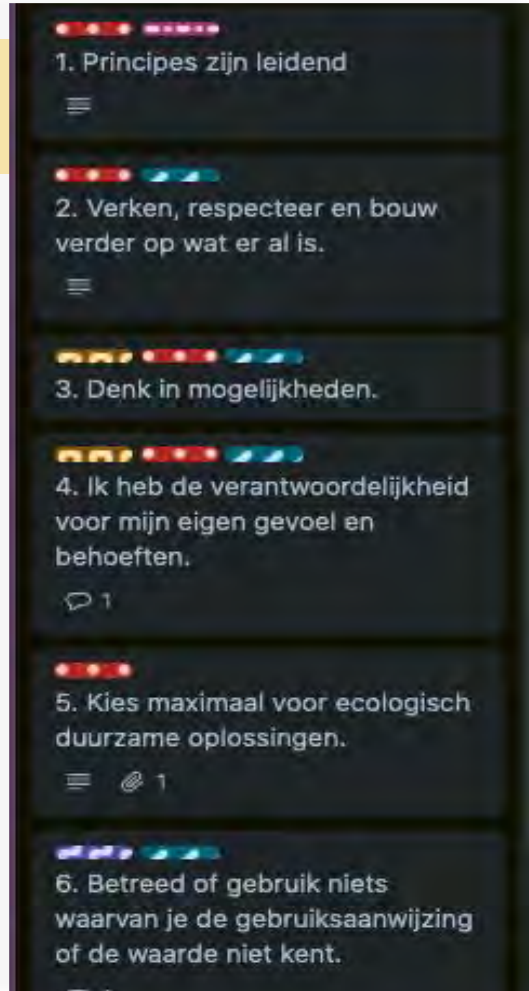 1. Principes zijn leidend
2. Verken, respecteer en bouw
verder op wat er al is.
3. Denk in mogelijkheden.
4. Ik heb de verantwoordelijkheid
voor mijn eigen gevoel en
behoeften.
1
5. Kies maximaal voor ecologisch
duurzame oplossingen.
1
6. Betreed of gebruik niets
waarvan je de gebruiksaanwijzing
of de waarde niet kent.